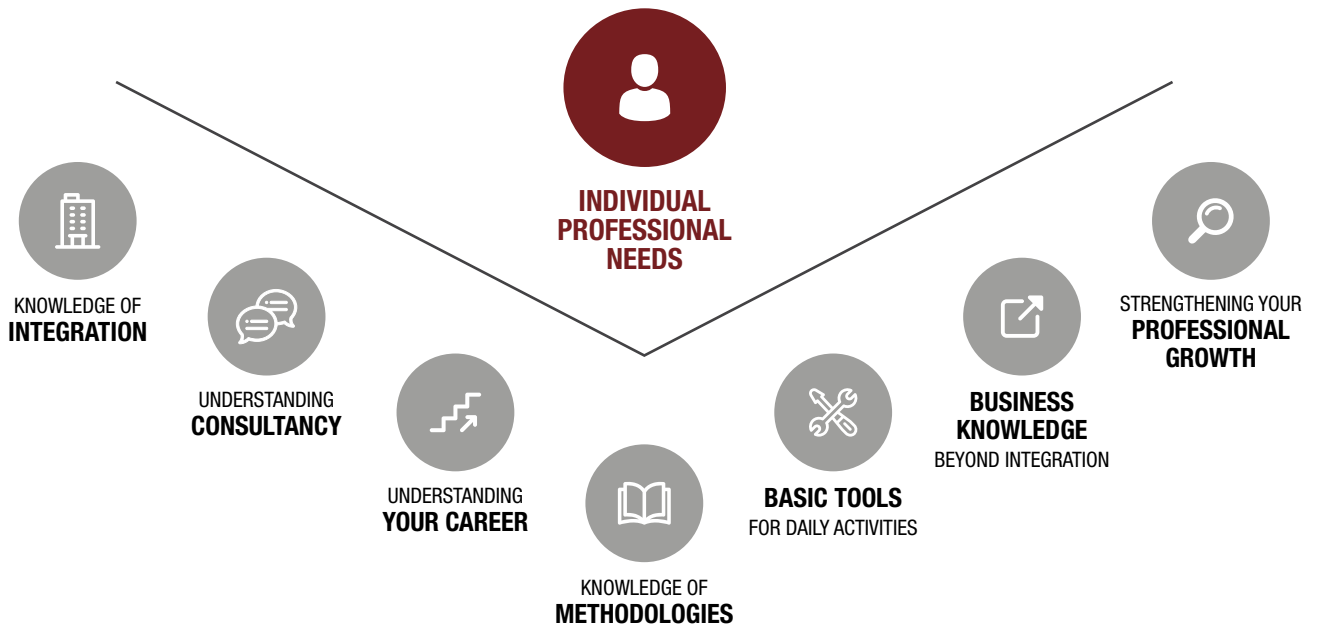 INDIVIDUAL
PROFESSIONAL
NEEDS
KNOWLEDGE OF
INTEGRATION
UNDERSTANDING
CONSULTANCY
UNDERSTANDING
YOUR CAREER
KNOWLEDGE OF
METHODOLOGIES
BASIC TOOLS
FOR DAILY ACTIVITIES
BUSINESS
KNOWLEDGE
BEYOND INTEGRATION
STRENGTHENING YOUR
PROFESSIONAL
GROWTH